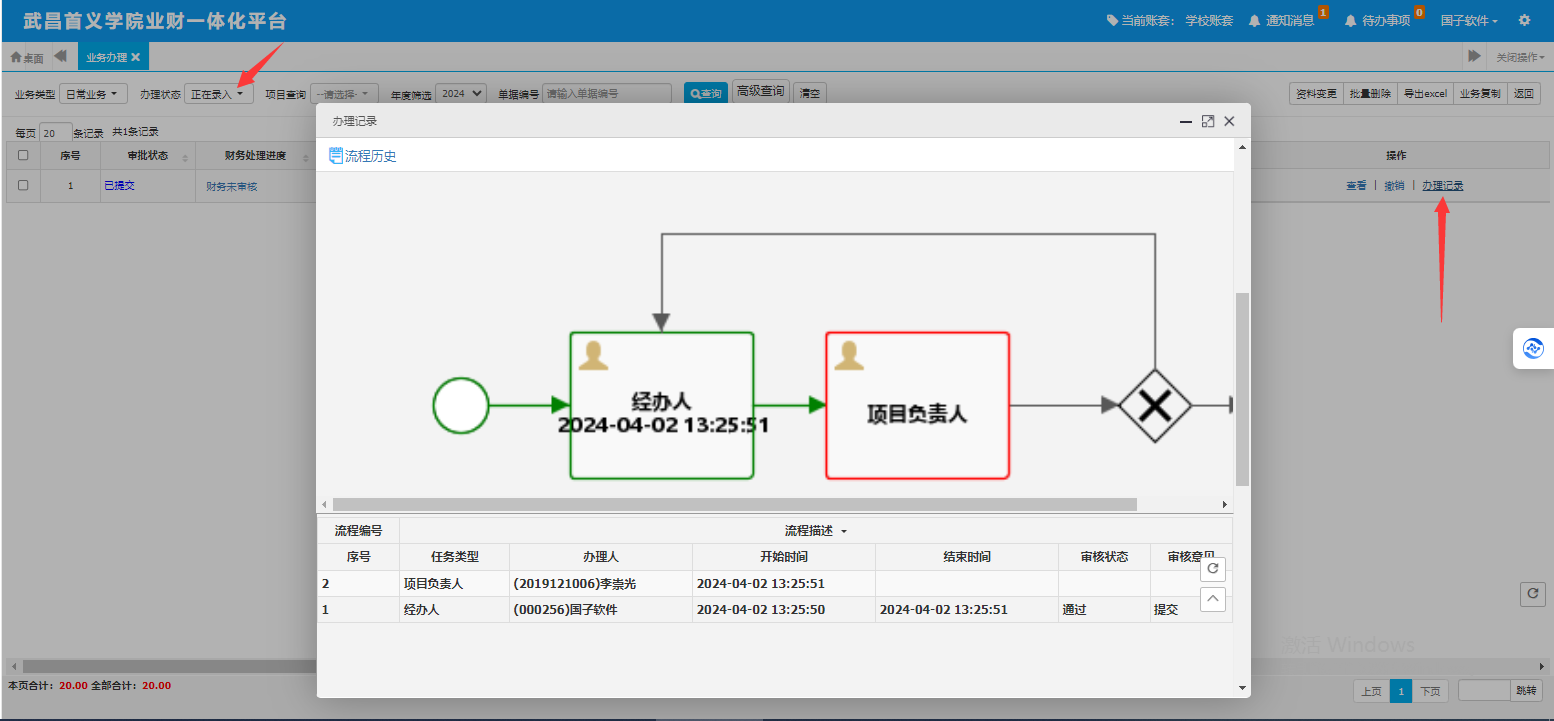 武昌首义学院业财一体化平台
当前账套： 学校账套 通知消息 1 待办事项 0 国子软件
桌面 业务办理 关闭操作
业务类型 日常业务 办理状态 正在录入 项目查询 --请选择- 年度筛选 2024 单据编号 请输入单据编号 查询 高级查询 清空 资料变更 批量删除 导出excel 业务复制 返回
每页 20 条记录 共1条记录
序号 审批状态 财务处理进度 操作
1 已提交 财务未审核 查看 | 撤销 | 办理记录
办理记录
流程历史
经办人
2024-04-02 13:25:51
项目负责人
流程编号 流程描述
序号 任务类型 办理人 开始时间 结束时间 审核状态 审核意见
2 项目负责人 (2019121006)李崇光 2024-04-02 13:25:51
1 经办人 (000256)国子软件 2024-04-02 13:25:50 2024-04-02 13:25:51 通过 提交
激活 Windows
本页合计：20.00 全部合计：20.00
上页 1 下页 跳转